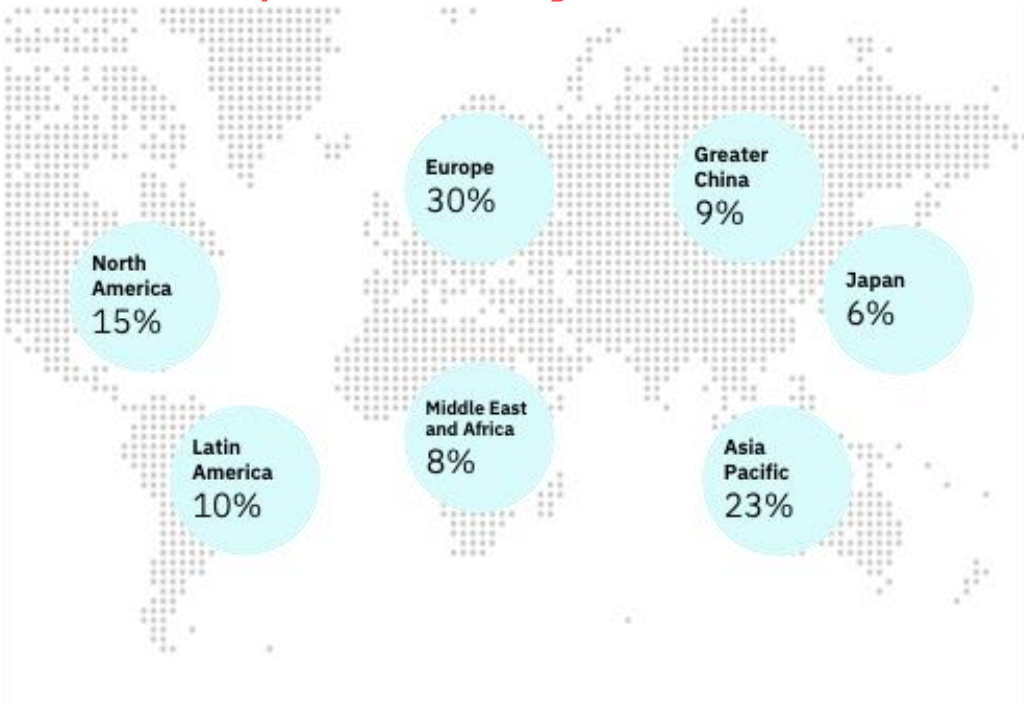 Europe
30%
Greater
China
9%
North
America
15%
Japan
6%
Middle East
and Africa
8%
Latin
America
10%
Asia
Pacific
23%